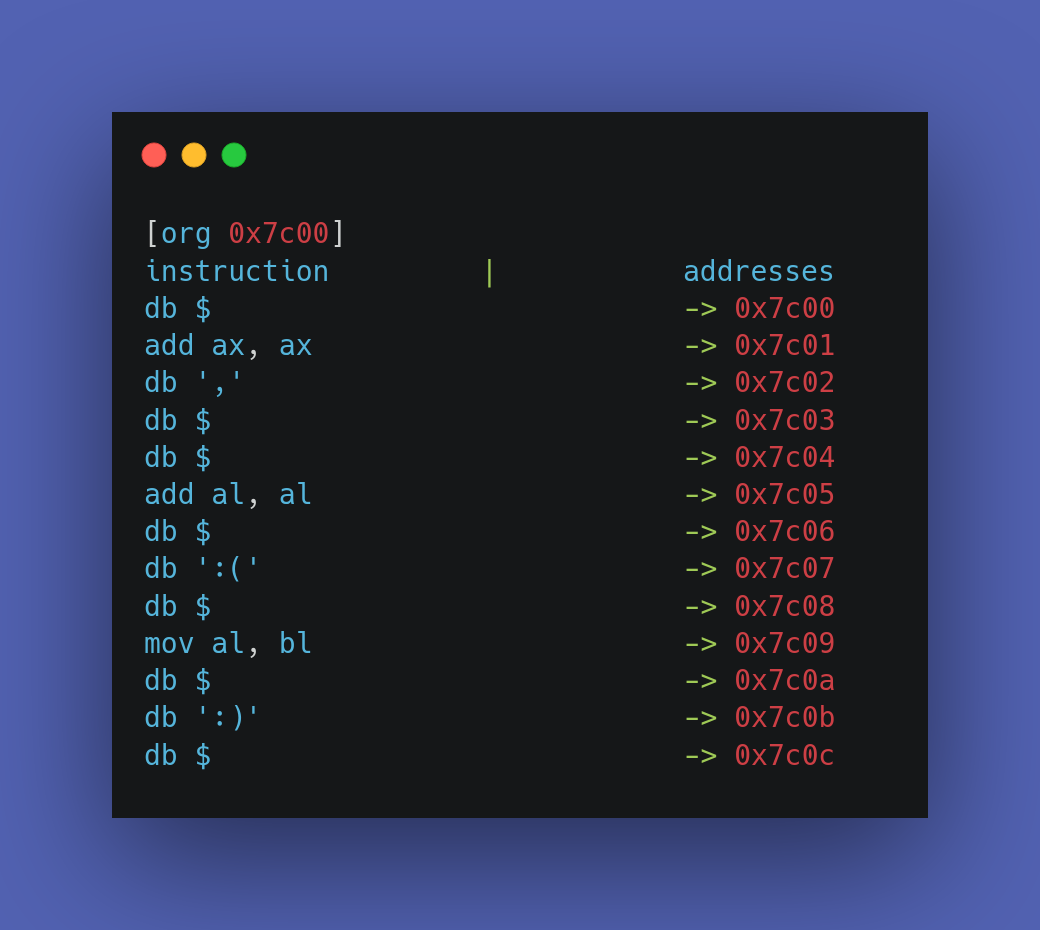 [org 0x7c00]
instruction | addresses
db $ -> 0x7c00
add ax, ax -> 0x7c01
db ',' -> 0x7c02
db $ -> 0x7c03
db $ -> 0x7c04
add al, al -> 0x7c05
db $ -> 0x7c06
db ':(' -> 0x7c07
db $ -> 0x7c08
mov al, bl -> 0x7c09
db $ -> 0x7c0a
db ':)' -> 0x7c0b
db $ -> 0x7c0c